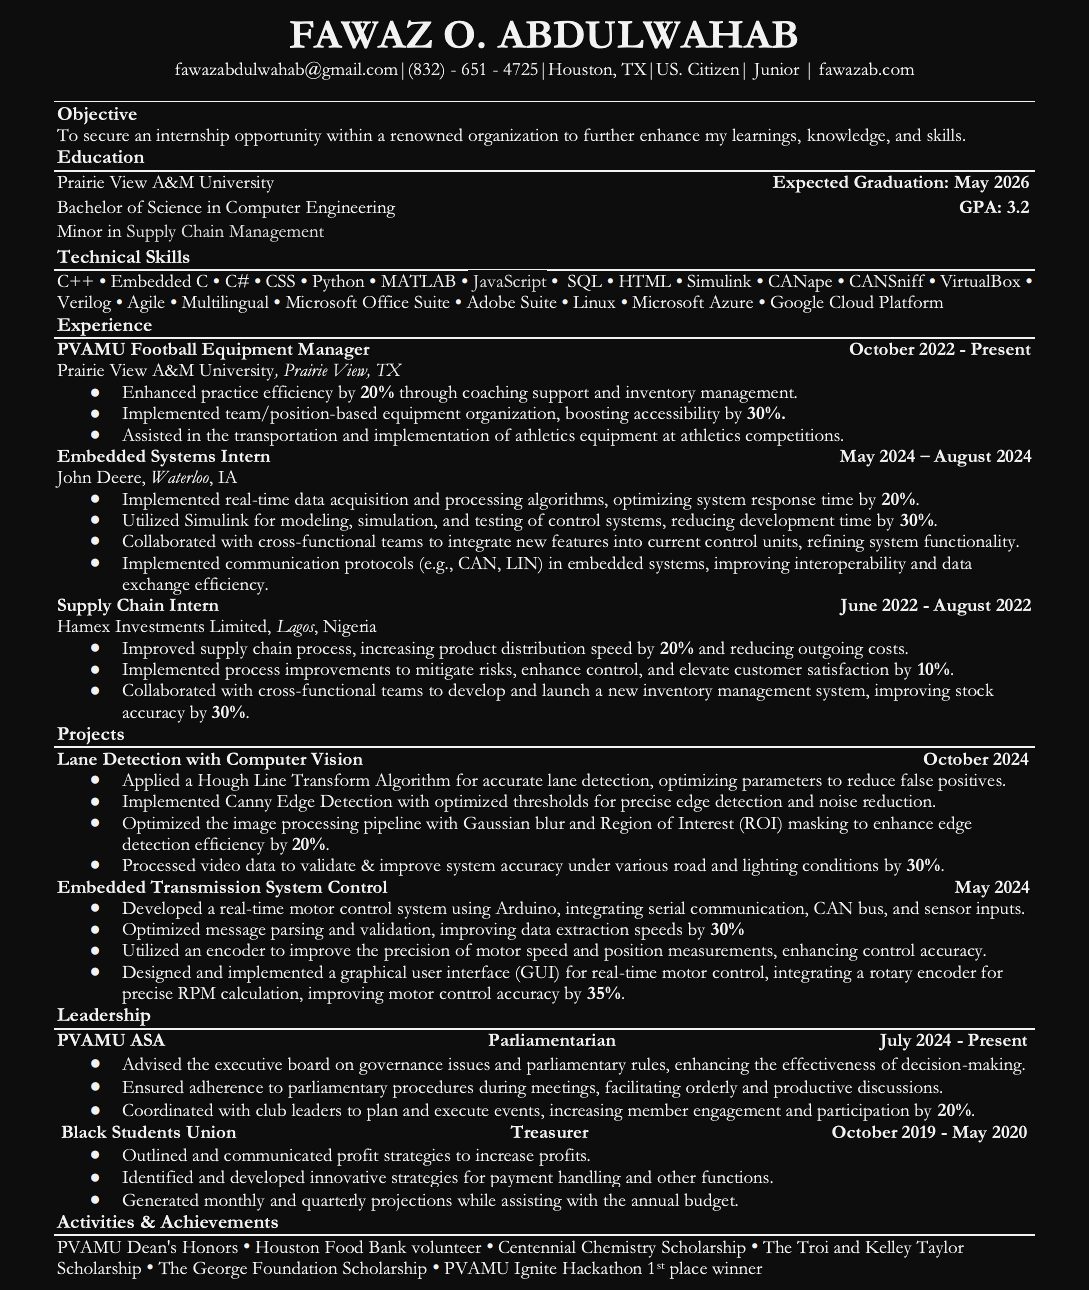 FAWAZ O. ABDULWAHAB
fawazabdulwahab@gmail.com|(832) - 651 - 4725|Houston, TX|US. Citizen| Junior | fawazab.com
Objective
To secure an internship opportunity within a renowned organization to further enhance my learnings, knowledge, and skills.
Education
Prairie View A&M University Expected Graduation: May 2026
Bachelor of Science in Computer Engineering GPA: 3.2
Minor in Supply Chain Management
Technical Skills
C++ • Embedded C • C# • CSS • Python • MATLAB • JavaScript • SQL • HTML • Simulink • CANape • CANSniff • VirtualBox •
Verilog • Agile • Multilingual • Microsoft Office Suite • Adobe Suite • Linux • Microsoft Azure • Google Cloud Platform
Experience
PVAMU Football Equipment Manager October 2022 - Present
Prairie View A&M University, Prairie View, TX
● Enhanced practice efficiency by 20% through coaching support and inventory management.
● Implemented team/position-based equipment organization, boosting accessibility by 30%.
● Assisted in the transportation and implementation of athletics equipment at athletics competitions.
Embedded Systems Intern May 2024 – August 2024
John Deere, Waterloo, IA
● Implemented real-time data acquisition and processing algorithms, optimizing system response time by 20%.
● Utilized Simulink for modeling, simulation, and testing of control systems, reducing development time by 30%.
● Collaborated with cross-functional teams to integrate new features into current control units, refining system functionality.
● Implemented communication protocols (e.g., CAN, LIN) in embedded systems, improving interoperability and data
exchange efficiency.
Supply Chain Intern June 2022 - August 2022
Hamex Investments Limited, Lagos, Nigeria
● Improved supply chain process, increasing product distribution speed by 20% and reducing outgoing costs.
● Implemented process improvements to mitigate risks, enhance control, and elevate customer satisfaction by 10%.
● Collaborated with cross-functional teams to develop and launch a new inventory management system, improving stock
accuracy by 30%.
Projects
Lane Detection with Computer Vision October 2024
● Applied a Hough Line Transform Algorithm for accurate lane detection, optimizing parameters to reduce false positives.
● Implemented Canny Edge Detection with optimized thresholds for precise edge detection and noise reduction.
● Optimized the image processing pipeline with Gaussian blur and Region of Interest (ROI) masking to enhance edge
detection efficiency by 20%.
● Processed video data to validate & improve system accuracy under various road and lighting conditions by 30%.
Embedded Transmission System Control May 2024
● Developed a real-time motor control system using Arduino, integrating serial communication, CAN bus, and sensor inputs.
● Optimized message parsing and validation, improving data extraction speeds by 30%
● Utilized an encoder to improve the precision of motor speed and position measurements, enhancing control accuracy.
● Designed and implemented a graphical user interface (GUI) for real-time motor control, integrating a rotary encoder for
precise RPM calculation, improving motor control accuracy by 35%.
Leadership
PVAMU ASA Parliamentarian July 2024 - Present
● Advised the executive board on governance issues and parliamentary rules, enhancing the effectiveness of decision-making.
● Ensured adherence to parliamentary procedures during meetings, facilitating orderly and productive discussions.
● Coordinated with club leaders to plan and execute events, increasing member engagement and participation by 20%.
Black Students Union Treasurer October 2019 - May 2020
● Outlined and communicated profit strategies to increase profits.
● Identified and developed innovative strategies for payment handling and other functions.
● Generated monthly and quarterly projections while assisting with the annual budget.
Activities & Achievements
PVAMU Dean's Honors • Houston Food Bank volunteer • Centennial Chemistry Scholarship • The Troi and Kelley Taylor
Scholarship • The George Foundation Scholarship • PVAMU Ignite Hackathon 1st place winner